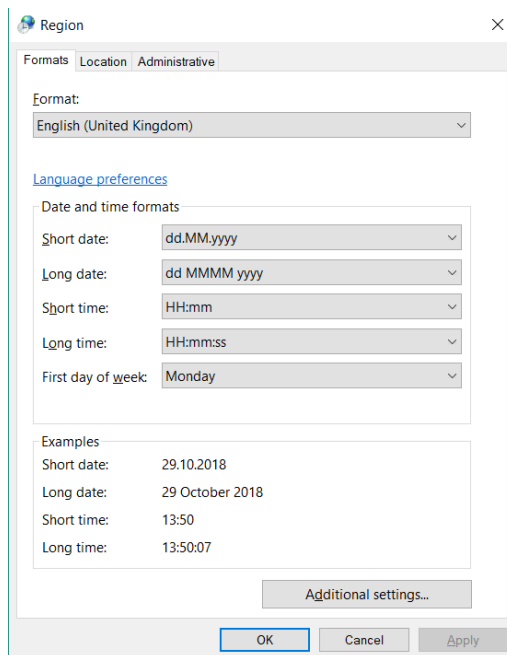 Region
Formats Location Administrative
Format:
English (United Kingdom)
Language preferences
Date and time formats
Short date: dd.MM.yyyy
Long date: dd MMMM yyyy
Short time: HH:mm
Long time: HH:mm:ss
First day of week: Monday
Examples
Short date: 29.10.2018
Long date: 29 October 2018
Short time: 13:50
Long time: 13:50:07
Additional settings...
OK Cancel Apply